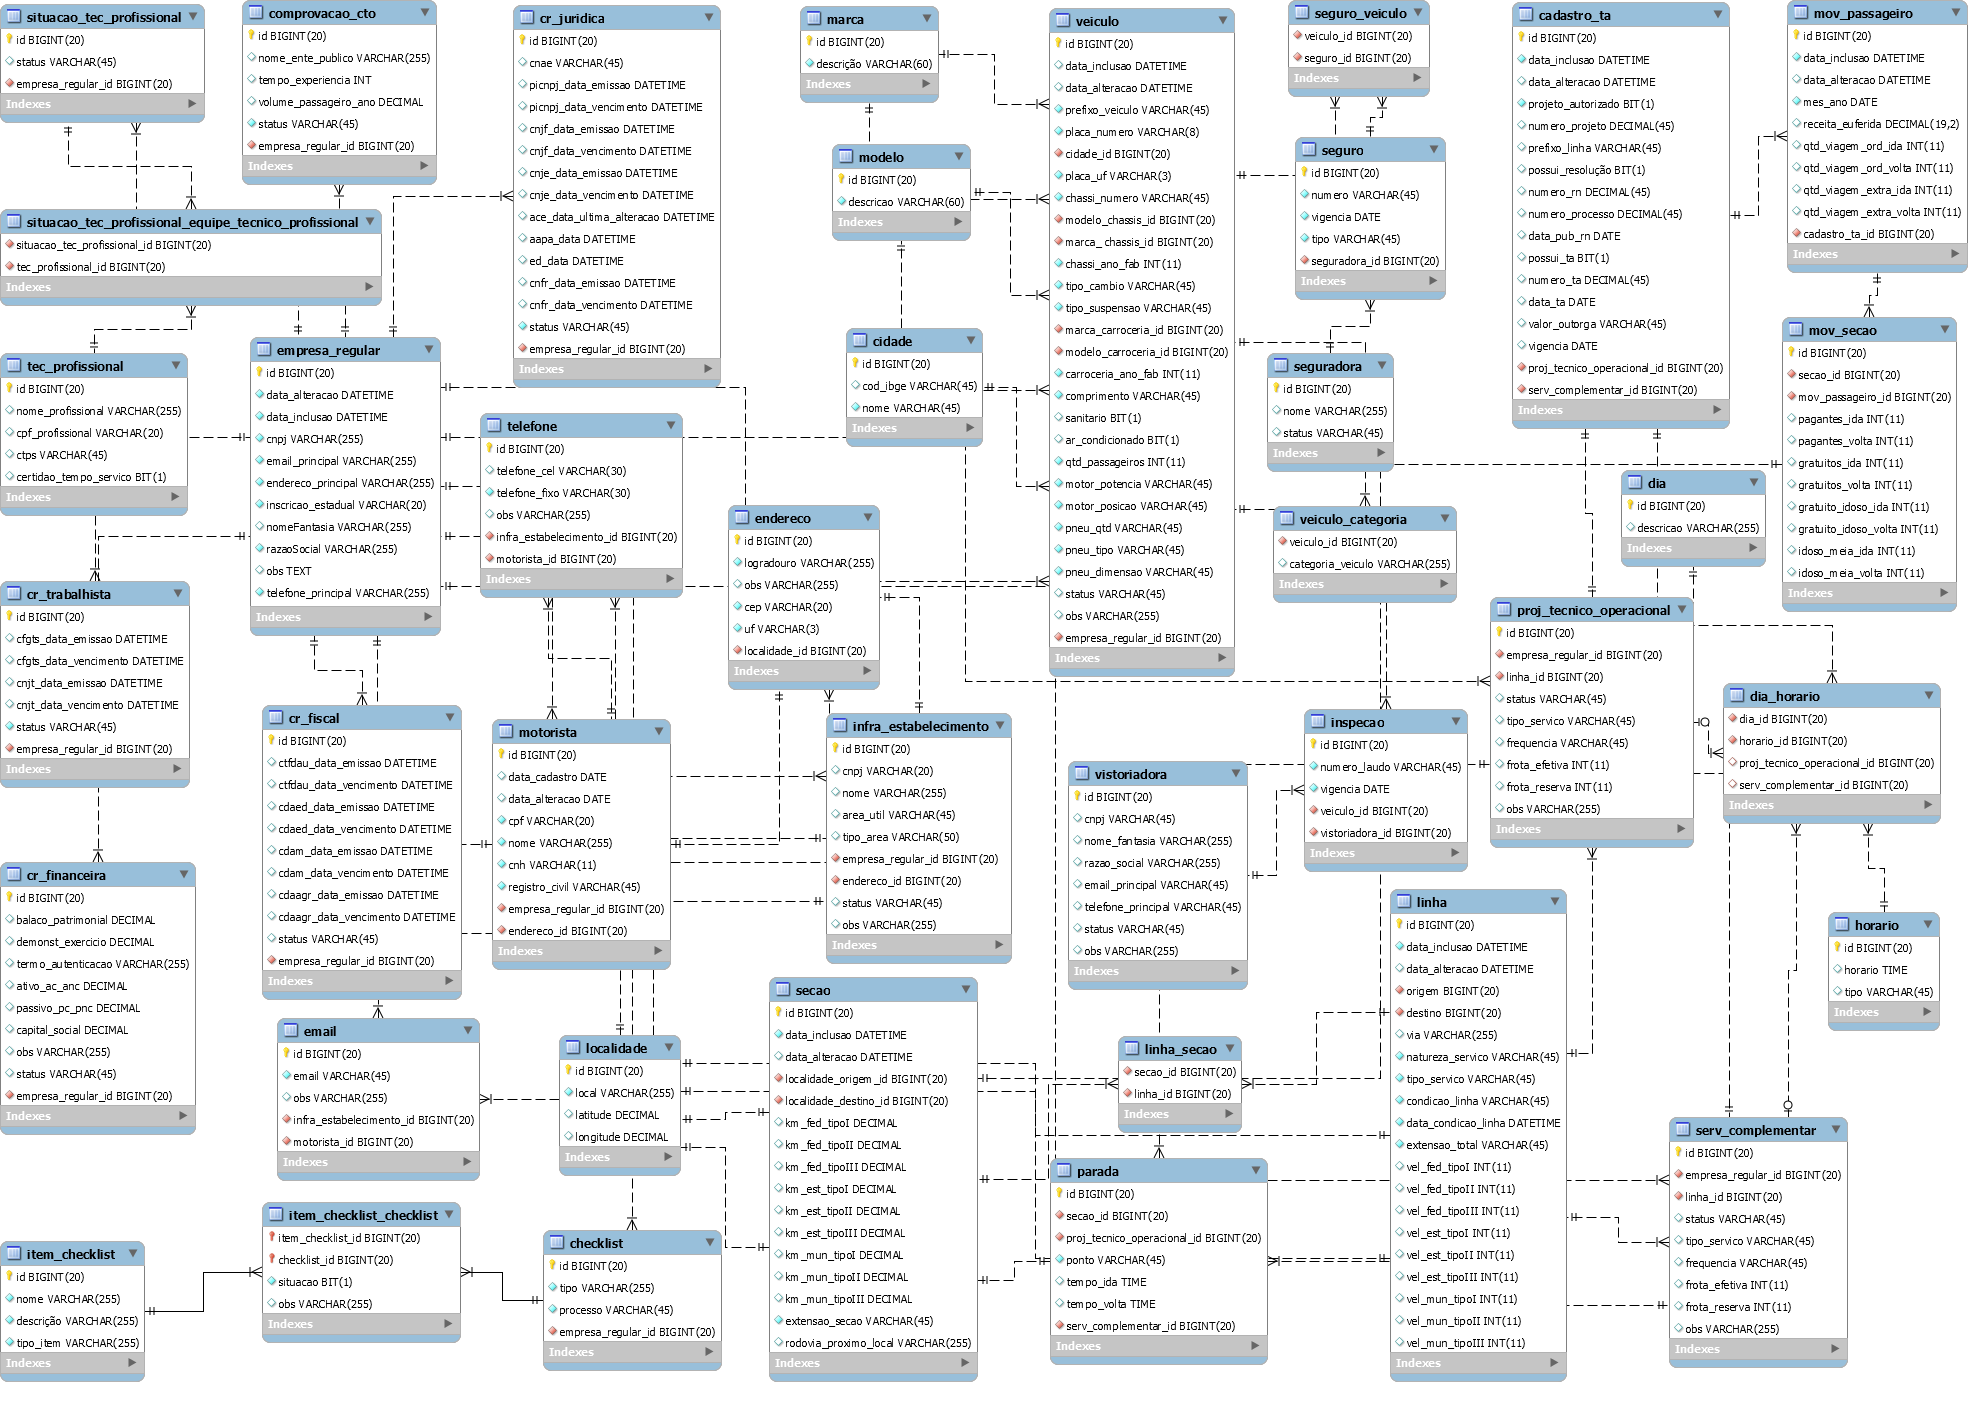 situacao_tec_profissional
id BIGINT(20)
status VARCHAR(45)
empresa_regular_id BIGINT(20)
Indexes
comprovacao_cto
id BIGINT(20)
nome_ente_publico VARCHAR(255)
tempo_experiencia INT
volume_passageiro_ano DECIMAL
status VARCHAR(45)
empresa_regular_id BIGINT(20)
Indexes
cr_juridica
id BIGINT(20)
cnae VARCHAR(45)
picnpj_data_emissao DATETIME
picnpj_data_vencimento DATETIME
cnjf_data_emissao DATETIME
cnjf_data_vencimento DATETIME
cnje_data_emissao DATETIME
cnje_data_vencimento DATETIME
ace_data_ultima_alteracao DATETIME
aapa_data DATETIME
ed_data DATETIME
cnfr_data_emissao DATETIME
cnfr_data_vencimento DATETIME
status VARCHAR(45)
empresa_regular_id BIGINT(20)
Indexes
marca
id BIGINT(20)
descrição VARCHAR(60)
Indexes
modelo
id BIGINT(20)
descricao VARCHAR(60)
Indexes
cidade
id BIGINT(20)
cod_ibge VARCHAR(45)
nome VARCHAR(45)
Indexes
veiculo
id BIGINT(20)
data_inclusao DATETIME
data_alteracao DATETIME
prefixo_veiculo VARCHAR(45)
placa_numero VARCHAR(8)
cidade_id BIGINT(20)
placa_uf VARCHAR(3)
chassi_numero VARCHAR(45)
modelo_chassis_id BIGINT(20)
marca_ chassis_id BIGINT(20)
chassi_ano_fab INT(11)
tipo_cambio VARCHAR(45)
tipo_suspensao VARCHAR(45)
marca_carroceria_id BIGINT(20)
modelo_carroceria_id BIGINT(20)
carroceria_ano_fab INT(11)
comprimento VARCHAR(45)
sanitario BIT(1)
ar_condicionado BIT(1)
qtd_passageiros INT(11)
motor_potencia VARCHAR(45)
motor_posicao VARCHAR(45)
pneu_qtd VARCHAR(45)
pneu_tipo VARCHAR(45)
pneu_dimensao VARCHAR(45)
status VARCHAR(45)
obs VARCHAR(255)
empresa_regular_id BIGINT(20)
Indexes
seguro_veiculo
veiculo_id BIGINT(20)
seguro_id BIGINT(20)
Indexes
seguro
id BIGINT(20)
numero VARCHAR(45)
vigencia DATE
tipo VARCHAR(45)
seguradora_id BIGINT(20)
Indexes
seguradora
id BIGINT(20)
nome VARCHAR(255)
status VARCHAR(45)
Indexes
veiculo_categoria
veiculo_id BIGINT(20)
categoria_veiculo VARCHAR(255)
Indexes
cadastro_ta
id BIGINT(20)
data_inclusao DATETIME
data_alteracao DATETIME
projeto_autorizado BIT(1)
numero_projeto DECIMAL(45)
prefixo_linha VARCHAR(45)
possui_resolução BIT(1)
numero_rn DECIMAL(45)
numero_processo DECIMAL(45)
data_pub_rn DATE
possui_ta BIT(1)
numero_ta DECIMAL(45)
data_ta DATE
valor_outorga VARCHAR(45)
vigencia DATE
proj_tecnico_operacional_id BIGINT(20)
serv_complementar_id BIGINT(20)
Indexes
mov_passageiro
id BIGINT(20)
data_inclusao DATETIME
data_alteracao DATETIME
mes_ano DATE
receita_euferida DECIMAL(19,2)
qtd_viagem_ord_ida INT(11)
qtd_viagem_ord_volta INT(11)
qtd_viagem_extra_ida INT(11)
qtd_viagem_extra_volta INT(11)
cadastro_ta_id BIGINT(20)
Indexes
mov_secao
id BIGINT(20)
secao_id BIGINT(20)
mov_passageiro_id BIGINT(20)
pagantes_ida INT(11)
pagantes_volta INT(11)
gratuitos_ida INT(11)
gratuitos_volta INT(11)
gratuito_idoso_ida INT(11)
gratuito_idoso_volta INT(11)
idoso_meia_ida INT(11)
idoso_meia_volta INT(11)
Indexes
dia
id BIGINT(20)
descricao VARCHAR(255)
Indexes
situacao_tec_profissional_equipe_tecnico_profissional
situacao_tec_profissional_id BIGINT(20)
tec_profissional_id BIGINT(20)
Indexes
tec_profissional
id BIGINT(20)
nome_profissional VARCHAR(255)
cpf_profissional VARCHAR(20)
ctps VARCHAR(45)
certidao_tempo_servico BIT(1)
Indexes
empresa_regular
id BIGINT(20)
data_alteracao DATETIME
data_inclusao DATETIME
cnpj VARCHAR(255)
email_principal VARCHAR(255)
endereco_principal VARCHAR(255)
inscricao_estadual VARCHAR(20)
nomeFantasia VARCHAR(255)
razaoSocial VARCHAR(255)
obs TEXT
telefone_principal VARCHAR(255)
Indexes
telefone
id BIGINT(20)
telefone_cel VARCHAR(30)
telefone_fixo VARCHAR(30)
obs VARCHAR(255)
infra_estabelecimento_id BIGINT(20)
motorista_id BIGINT(20)
Indexes
endereco
id BIGINT(20)
logradouro VARCHAR(255)
obs VARCHAR(255)
cep VARCHAR(20)
uf VARCHAR(3)
localidade_id BIGINT(20)
Indexes
cr_trabalhista
id BIGINT(20)
cfgts_data_emissao DATETIME
cfgts_data_vencimento DATETIME
cnjt_data_emissao DATETIME
cnjt_data_vencimento DATETIME
status VARCHAR(45)
empresa_regular_id BIGINT(20)
Indexes
cr_fiscal
id BIGINT(20)
ctfdau_data_emissao DATETIME
ctfdau_data_vencimento DATETIME
cdaed_data_emissao DATETIME
cdaed_data_vencimento DATETIME
cdam_data_emissao DATETIME
cdam_data_vencimento DATETIME
cdaagr_data_emissao DATETIME
cdaagr_data_vencimento DATETIME
status VARCHAR(45)
empresa_regular_id BIGINT(20)
Indexes
motorista
id BIGINT(20)
data_cadastro DATE
data_alteracao DATE
cpf VARCHAR(20)
nome VARCHAR(255)
cnh VARCHAR(11)
registro_civil VARCHAR(45)
empresa_regular_id BIGINT(20)
endereco_id BIGINT(20)
Indexes
infra_estabelecimento
id BIGINT(20)
cnpj VARCHAR(20)
nome VARCHAR(255)
area_util VARCHAR(45)
tipo_area VARCHAR(50)
empresa_regular_id BIGINT(20)
endereco_id BIGINT(20)
status VARCHAR(45)
obs VARCHAR(255)
Indexes
vistoriadora
id BIGINT(20)
cnpj VARCHAR(45)
nome_fantasia VARCHAR(255)
razao_social VARCHAR(255)
email_principal VARCHAR(45)
telefone_principal VARCHAR(45)
status VARCHAR(45)
obs VARCHAR(255)
Indexes
inspecao
id BIGINT(20)
numero_laudo VARCHAR(45)
vigencia DATE
veiculo_id BIGINT(20)
vistoriadora_id BIGINT(20)
Indexes
proj_tecnico_operacional
id BIGINT(20)
empresa_regular_id BIGINT(20)
linha_id BIGINT(20)
status VARCHAR(45)
tipo_servico VARCHAR(45)
frequencia VARCHAR(45)
frota_efetiva INT(11)
frota_reserva INT(11)
obs VARCHAR(255)
Indexes
dia_horario
dia_id BIGINT(20)
horario_id BIGINT(20)
proj_tecnico_operacional_id BIGINT(20)
serv_complementar_id BIGINT(20)
Indexes
cr_financeira
id BIGINT(20)
balaco_patrimonial DECIMAL
demonst_exercicio DECIMAL
termo_autenticacao VARCHAR(255)
ativo_ac_anc DECIMAL
passivo_pc_pnc DECIMAL
capital_social DECIMAL
obs VARCHAR(255)
status VARCHAR(45)
empresa_regular_id BIGINT(20)
Indexes
email
id BIGINT(20)
email VARCHAR(45)
obs VARCHAR(255)
infra_estabelecimento_id BIGINT(20)
motorista_id BIGINT(20)
Indexes
localidade
id BIGINT(20)
local VARCHAR(255)
latitude DECIMAL
longitude DECIMAL
Indexes
secao
id BIGINT(20)
data_inclusao DATETIME
data_alteracao DATETIME
localidade_origem_id BIGINT(20)
localidade_destino_id BIGINT(20)
km_fed_tipoI DECIMAL
km_fed_tipoII DECIMAL
km_fed_tipoIII DECIMAL
km_est_tipoI DECIMAL
km_est_tipoII DECIMAL
km_est_tipoIII DECIMAL
km_mun_tipoI DECIMAL
km_mun_tipoII DECIMAL
km_mun_tipoIII DECIMAL
extensao_secao VARCHAR(45)
rodovia_proximo_local VARCHAR(255)
Indexes
linha_secao
secao_id BIGINT(20)
linha_id BIGINT(20)
Indexes
linha
id BIGINT(20)
data_inclusao DATETIME
data_alteracao DATETIME
origem BIGINT(20)
destino BIGINT(20)
via VARCHAR(255)
natureza_servico VARCHAR(45)
tipo_servico VARCHAR(45)
condicao_linha VARCHAR(45)
data_condicao_linha DATETIME
extensao_total VARCHAR(45)
vel_fed_tipoI INT(11)
vel_fed_tipoII INT(11)
vel_fed_tipoIII INT(11)
vel_est_tipoI INT(11)
vel_est_tipoII INT(11)
vel_est_tipoIII INT(11)
vel_mun_tipoI INT(11)
vel_mun_tipoII INT(11)
vel_mun_tipoIII INT(11)
Indexes
horario
id BIGINT(20)
horario TIME
tipo VARCHAR(45)
Indexes
item_checklist
id BIGINT(20)
nome VARCHAR(255)
descrição VARCHAR(255)
tipo_item VARCHAR(255)
Indexes
item_checklist_checklist
item_checklist_id BIGINT(20)
checklist_id BIGINT(20)
situacao BIT(1)
obs VARCHAR(255)
Indexes
checklist
id BIGINT(20)
tipo VARCHAR(255)
processo VARCHAR(45)
empresa_regular_id BIGINT(20)
Indexes
parada
id BIGINT(20)
secao_id BIGINT(20)
proj_tecnico_operacional_id BIGINT(20)
ponto VARCHAR(45)
tempo_ida TIME
tempo_volta TIME
serv_complementar_id BIGINT(20)
Indexes
serv_complementar
id BIGINT(20)
empresa_regular_id BIGINT(20)
linha_id BIGINT(20)
status VARCHAR(45)
tipo_servico VARCHAR(45)
frequencia VARCHAR(45)
frota_efetiva INT(11)
frota_reserva INT(11)
obs VARCHAR(255)
Indexes